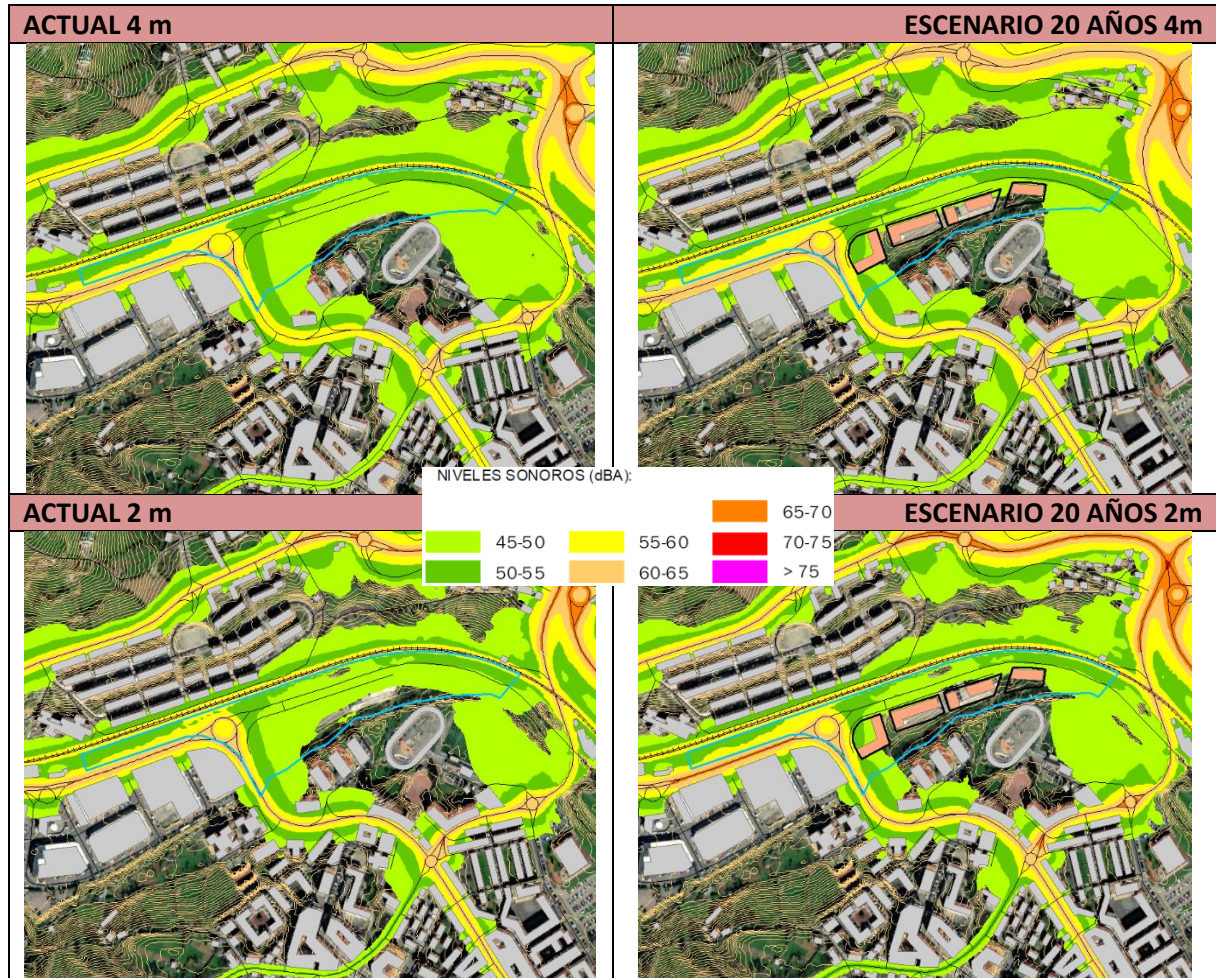 ACTUAL 4 m
ESCENARIO 20 AÑOS 4m
NIVELES SONOROS (dBA):
65-70
45-50 55-60 70-75
50-55 60-65 > 75
ACTUAL 2 m
ESCENARIO 20 AÑOS 2m